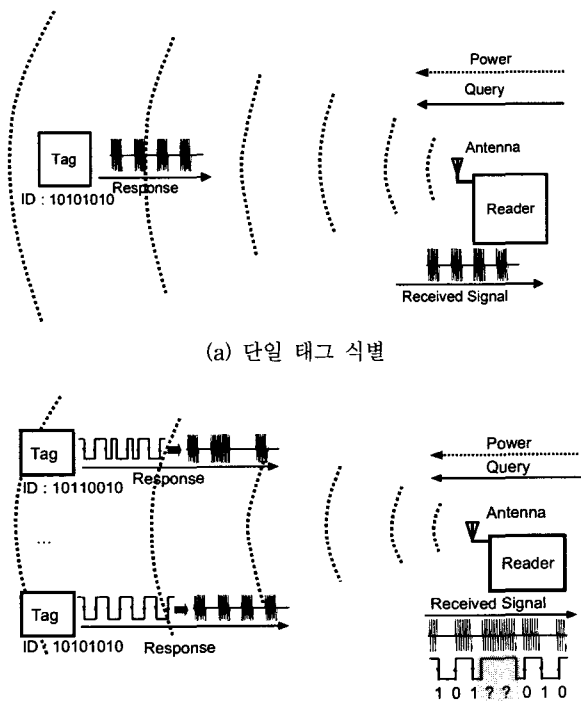 Power
Query
Antenna
Tag
Response
ID : 10101010
Reader
Received Signal
(a) 단일 태그 식별
Tag
Response
ID : 10110010
Power
Query
Antenna
...
Reader
Tag
Received Signal
ID : 10101010
Response
1 0 1 ? ? 0 1 0